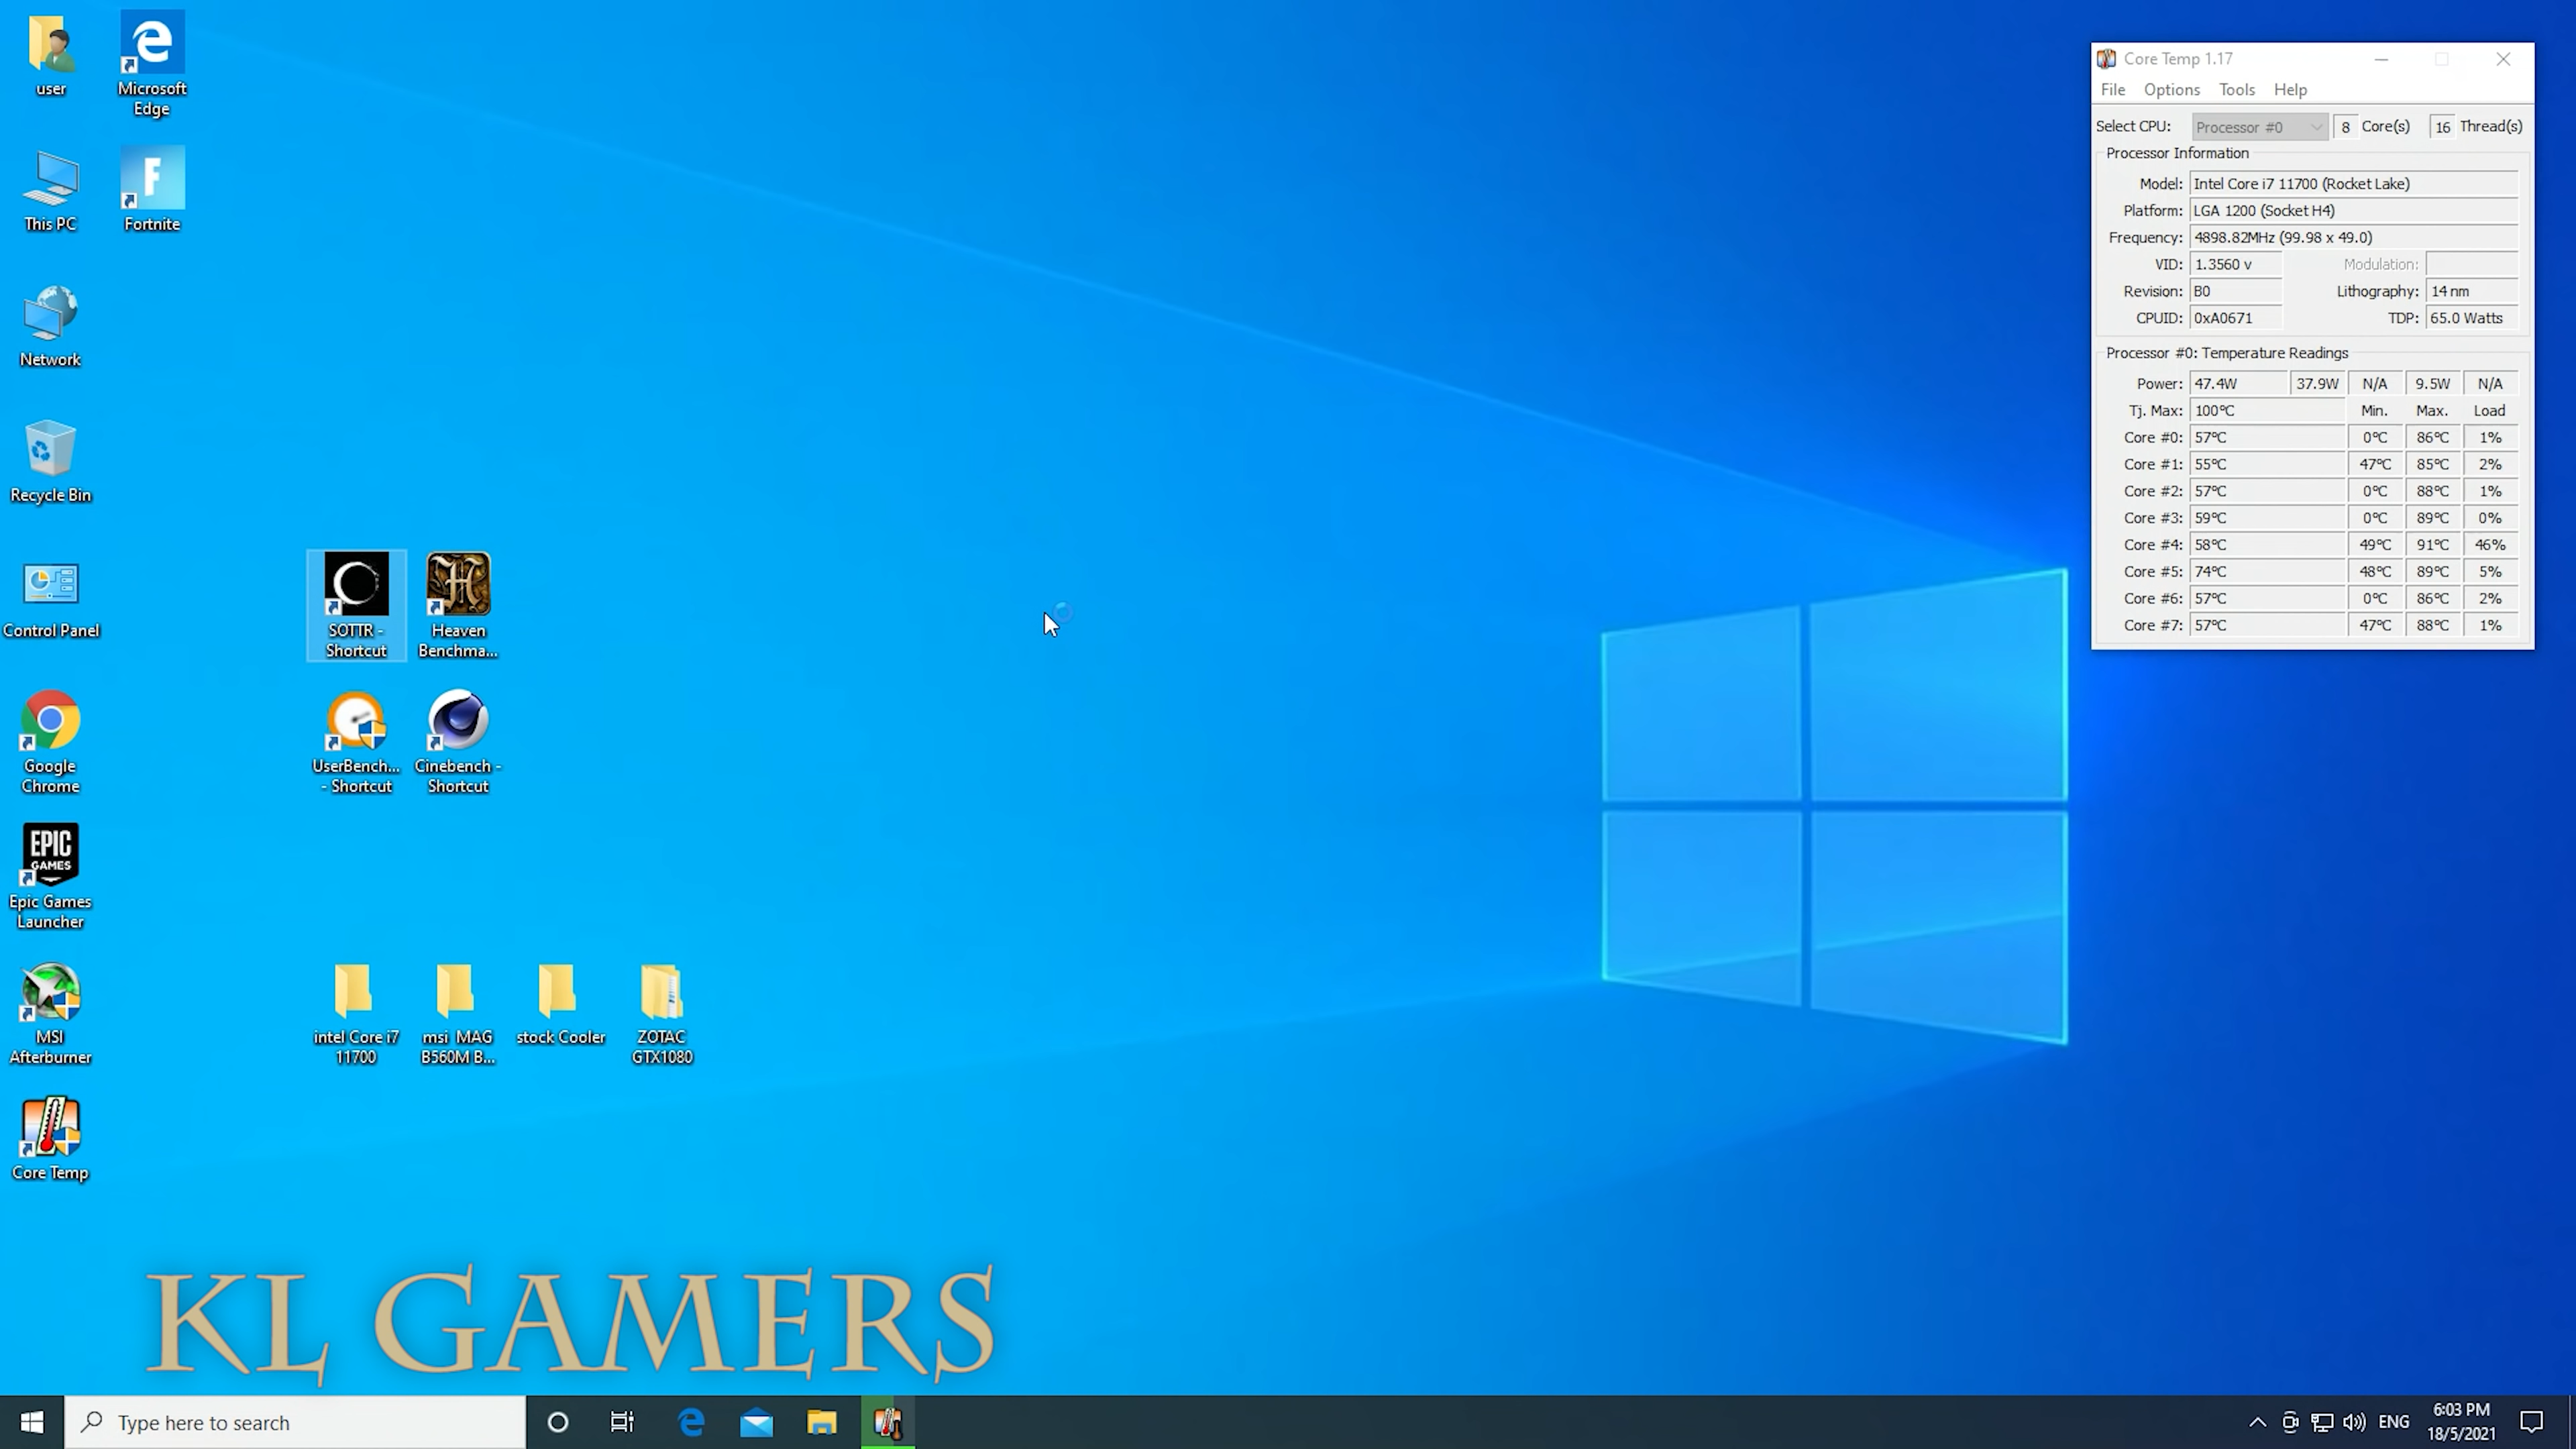 user
Microsoft
Edge
This PC
Fortnite
Network
Recycle Bin
Control Panel
SOTTR -
Shortcut
Heaven
Benchma...
Google
Chrome
UserBench...
- Shortcut
Cinebench -
Shortcut
EPIC
GAMES
Epic Games
Launcher
MSI
Afterburner
intel Core i7
11700
msi MAG
B560M B...
stock Cooler
ZOTAC
GTX1080
Core Temp
Core Temp 1.17
File Options Tools Help
Select CPU: Processor #0 8 Core(s) 16 Thread(s)
Processor Information
Model: Intel Core i7 11700 (Rocket Lake)
Platform: LGA 1200 (Socket H4)
Frequency: 4898.82MHz (99.98 x 49.0)
VID: 1.3560 v Modulation:
Revision: B0 Lithography: 14 nm
CPUID: 0xA0671 TDP: 65.0 Watts
Processor #0: Temperature Readings
Power: 47.4W 37.9W N/A 9.5W N/A
Tj. Max: 100°C Min. Max. Load
Core #0: 57°C 0°C 86°C 1%
Core #1: 55°C 47°C 85°C 2%
Core #2: 57°C 0°C 88°C 1%
Core #3: 59°C 0°C 89°C 0%
Core #4: 58°C 49°C 91°C 46%
Core #5: 74°C 48°C 89°C 5%
Core #6: 57°C 0°C 86°C 2%
Core #7: 57°C 47°C 88°C 1%
KL GAMERS
Type here to search
ENG
6:03 PM
18/5/2021